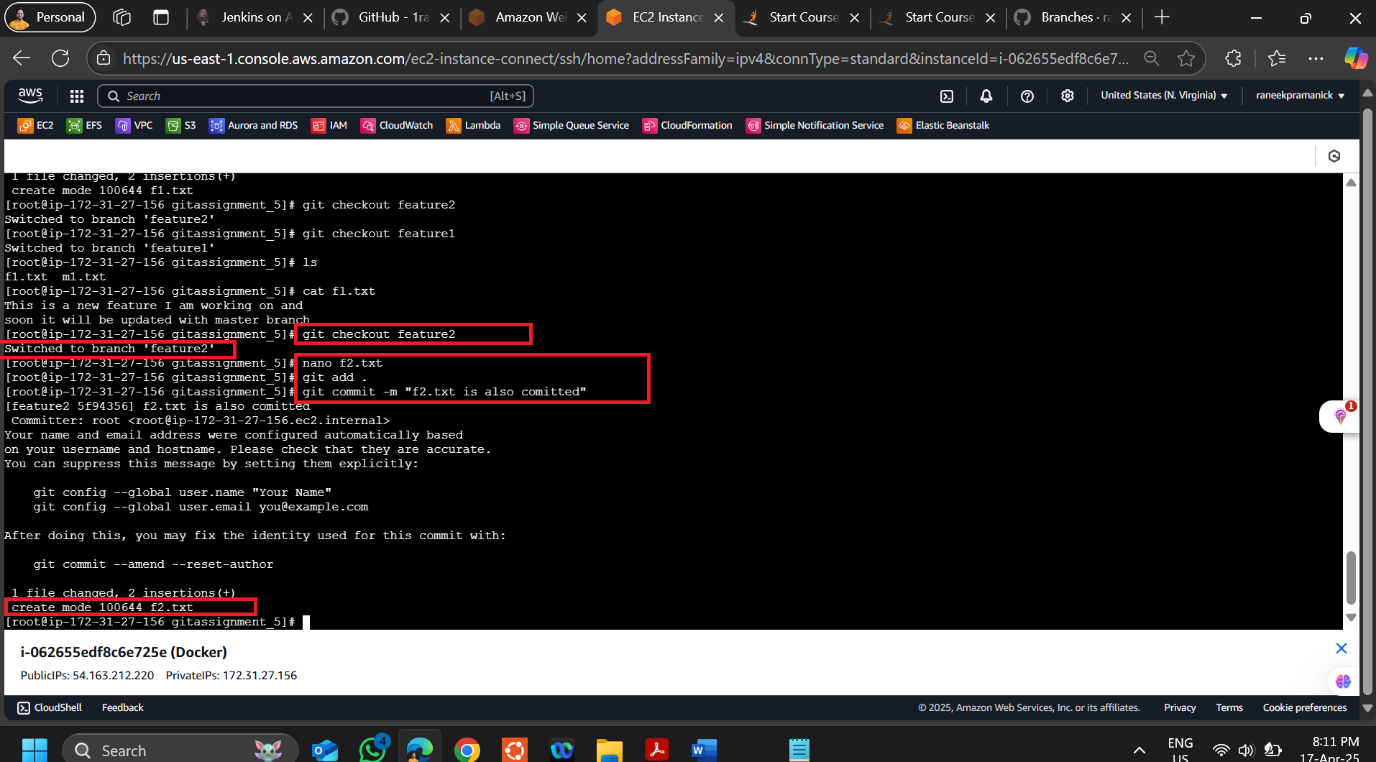 Personal
Jenkins on A
GitHub - 1ra
Amazon We
EC2 Instance
Start Course
Start Course
Branches · ra
https://us-east-1.console.aws.amazon.com/ec2-instance-connect/ssh/home?addressFamily=ipv4&connType=standard&instanceId=i-062655edf8c6e7...
aws
Search
[Alt+S]
United States (N. Virginia)
raneekpramanick
EC2
EFS
VPC
S3
Aurora and RDS
IAM
CloudWatch
Lambda
Simple Queue Service
CloudFormation
Simple Notification Service
Elastic Beanstalk
1 file changed, 2 insertions(+)
create mode 100644 f1.txt
[root@ip-172-31-27-156 gitassignment_5]# git checkout feature2
Switched to branch 'feature2'
[root@ip-172-31-27-156 gitassignment_5]# git checkout feature1
Switched to branch 'feature1'
[root@ip-172-31-27-156 gitassignment_5]# ls
f1.txt  m1.txt
[root@ip-172-31-27-156 gitassignment_5]# cat f1.txt
This is a new feature I am working on and
soon it will be updated with master branch
[root@ip-172-31-27-156 gitassignment_5]# git checkout feature2
Switched to branch 'feature2'
[root@ip-172-31-27-156 gitassignment_5]# nano f2.txt
[root@ip-172-31-27-156 gitassignment_5]# git add .
[root@ip-172-31-27-156 gitassignment_5]# git commit -m "f2.txt is also comitted"
[feature2 5f94356] f2.txt is also comitted
Committer: root <root@ip-172-31-27-156.ec2.internal>
Your name and email address were configured automatically based
on your username and hostname. Please check that they are accurate.
You can suppress this message by setting them explicitly:
git config --global user.name "Your Name"
git config --global user.email you@example.com
After doing this, you may fix the identity used for this commit with:
git commit --amend --reset-author
1 file changed, 2 insertions(+)
create mode 100644 f2.txt
[root@ip-172-31-27-156 gitassignment_5]#
1
i-062655edf8c6e725e (Docker)
PublicIPs: 54.163.212.220 PrivateIPs: 172.31.27.156
CloudShell
Feedback
© 2025, Amazon Web Services, Inc. or its affiliates.
Privacy
Terms
Cookie preferences
Search
4
ENG
US
8:11 PM
17-Apr-25